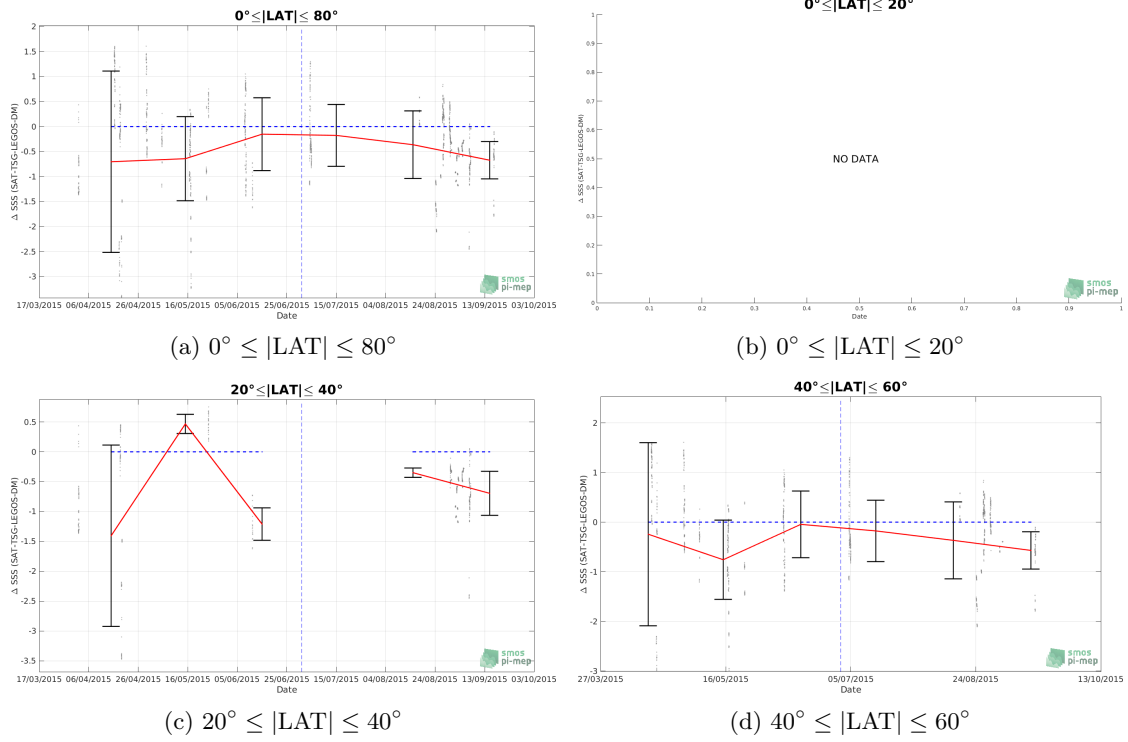 0°≤|LAT|≤ 80°
2
1.5
1
0.5
0
-0.5
-1
-1.5
-2
-2.5
-3
Δ SSS (SAT-TSG-LEGOS-DM)
17/03/2015 06/04/2015 26/04/2015 16/05/2015 05/06/2015 25/06/2015 15/07/2015 04/08/2015 24/08/2015 13/09/2015 03/10/2015
Date
smos
pi-mep
(a) 0° ≤ |LAT| ≤ 80°
0°≤|LAT|≤ 20°
1
0.9
0.8
0.7
0.6
0.5
0.4
0.3
0.2
0.1
0
Δ SSS (SAT-TSG-LEGOS-DM)
NO DATA
0 0.1 0.2 0.3 0.4 0.5 0.6 0.7 0.8 0.9 1
Date
smos
pi-mep
(b) 0° ≤ |LAT| ≤ 20°
20°≤|LAT|≤ 40°
0.5
0
-0.5
-1
-1.5
-2
-2.5
-3
-3.5
Δ SSS (SAT-TSG-LEGOS-DM)
17/03/2015 06/04/2015 26/04/2015 16/05/2015 05/06/2015 25/06/2015 15/07/2015 04/08/2015 24/08/2015 13/09/2015 03/10/2015
Date
smos
pi-mep
(c) 20° ≤ |LAT| ≤ 40°
40°≤|LAT|≤ 60°
2
1
0
-1
-2
-3
Δ SSS (SAT-TSG-LEGOS-DM)
27/03/2015 16/05/2015 05/07/2015 24/08/2015 13/10/2015
Date
smos
pi-mep
(d) 40° ≤ |LAT| ≤ 60°